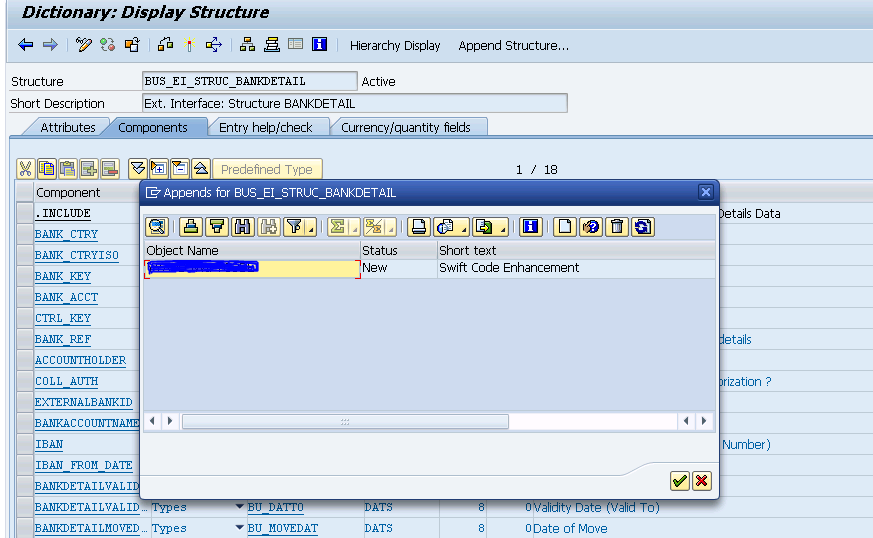 Dictionary: Display Structure
Hierarchy Display Append Structure...
Structure BUS_EI_STRUC_BANKDETAIL Active
Short Description Ext. Interface: Structure BANKDETAIL
Attributes Components Entry help/check Currency/quantity fields
Predefined Type 1 / 18
Component
Appends for BUS_EI_STRUC_BANKDETAIL
.INCLUDE Details Data
BANK_CTRY
BANK_CTRYISO
BANK_KEY
BANK_ACCT
CTRL_KEY
BANK_REF details
ACCOUNTHOLDER
COLL_AUTH orization ?
EXTERNALBANKID
BANKACCOUNTNAME
IBAN Number)
IBAN_FROM_DATE
BANKDETAILVALID
Object Name Status Short text
New Swift Code Enhancement
BANKDETAILVALID... Types BU_DATTO DATS 8 0 Validity Date (Valid To)
BANKDETAILMOVED... Types BU_MOVEDAT DATS 8 0 Date of Move